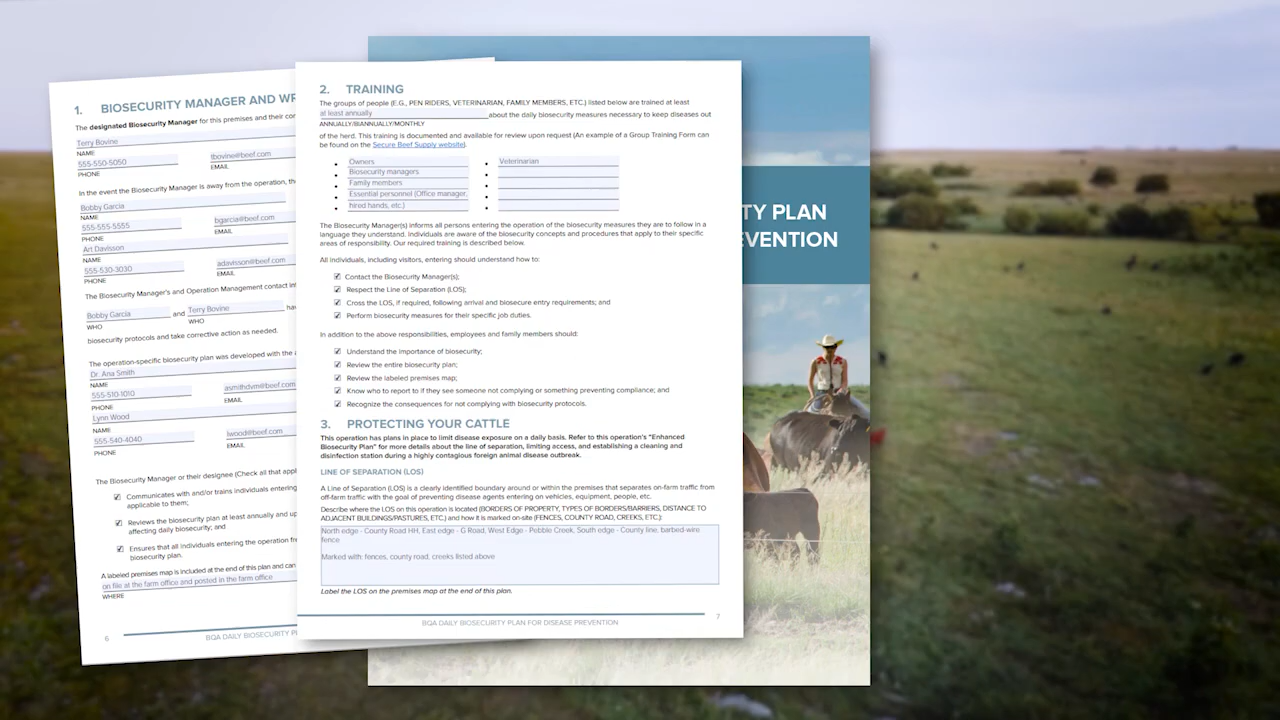 1. BIOSECURITY MANAGER AND
The designated Biosecurity Manager for this premises and their
Terry Bovine
NAME
555-550-5050 tbovine@beef.com
PHONE EMAIL
In the event the Biosecurity Manager is away from the operation,
Bobby Garcia
NAME
555-555-5555 bgarcia@beef.com
PHONE EMAIL
Ari Davisson
NAME
555-530-3030 adavisson@beef.com
PHONE EMAIL
The Biosecurity Manager's and Operation Management contact
Bobby Garcia and Terry Bovine
WHO WHO
biosecurity protocols and take corrective action as needed.
The operation-specific biosecurity plan was developed with the
Dr. Ana Smith
NAME
555-510-1010 asmithdvm@beef.com
PHONE EMAIL
Lynn Wood
NAME
555-540-4040 lwood@beef.com
PHONE EMAIL
The Biosecurity Manager or their designee (Check all that
Communicates with and/or trains individuals entering
applicable to them;
Reviews the biosecurity plan at least annually and
affecting daily biosecurity; and
Ensures that all individuals entering the operation
biosecurity plan.
A labeled premises map is included at the end of this plan and can
on file at the farm office and posted in the farm office
WHERE
6 BQA DAILY BIOSECURITY
2. TRAINING
The groups of people (E.G., PEN RIDERS, VETERINARIAN, FAMILY MEMBERS, ETC.) listed below are trained at least
at least annually about the daily biosecurity measures necessary to keep diseases out
ANNUALLY/BIANNUALLY/MONTHLY
of the herd. This training is documented and available for review upon request (An example of a Group Training Form can
be found on the Secure Beef Supply website).
• Owners • Veterinarian
• Biosecurity managers •
• Family members •
• Essential personnel (Office manager, •
• hired hands, etc.) •
The Biosecurity Manager(s) informs all persons entering the operation of the biosecurity measures they are to follow in a
language they understand. Individuals are aware of the biosecurity concepts and procedures that apply to their specific
areas of responsibility. Our required training is described below.
All individuals, including visitors, entering should understand how to:
Contact the Biosecurity Manager(s);
Respect the Line of Separation (LOS);
Cross the LOS, if required, following arrival and biosecure entry requirements; and
Perform biosecurity measures for their specific job duties.
In addition to the above responsibilities, employees and family members should:
Understand the importance of biosecurity;
Review the entire biosecurity plan;
Review the labeled premises map;
Know who to report to if they see someone not complying or something preventing compliance; and
Recognize the consequences for not complying with biosecurity protocols.
3. PROTECTING YOUR CATTLE
This operation has plans in place to limit disease exposure on a daily basis. Refer to this operation's "Enhanced
Biosecurity Plan" for more details about the line of separation, limiting access, and establishing a cleaning and
disinfection station during a highly contagious foreign animal disease outbreak.
LINE OF SEPARATION (LOS)
A Line of Separation (LOS) is a clearly identified boundary around or within the premises that separates on-farm traffic from
off-farm traffic with the goal of preventing disease agents entering on vehicles, equipment, people, etc.
Describe where the LOS on this operation is located (BORDERS OF PROPERTY, TYPES OF BORDERS/BARRIERS, DISTANCE TO
ADJACENT BUILDINGS/PASTURES, ETC.) and how it is marked on-site (FENCES, COUNTY ROAD, CREEKS, ETC.):
North edge - County Road HH, East edge - G Road, West Edge - Pebble Creek, South edge - County line, barbed-wire
fence
Marked with: fences, county road, creeks listed above
Label the LOS on the premises map at the end of this plan.
7
BQA DAILY BIOSECURITY PLAN FOR DISEASE PREVENTION
TY PLAN
EVENTION